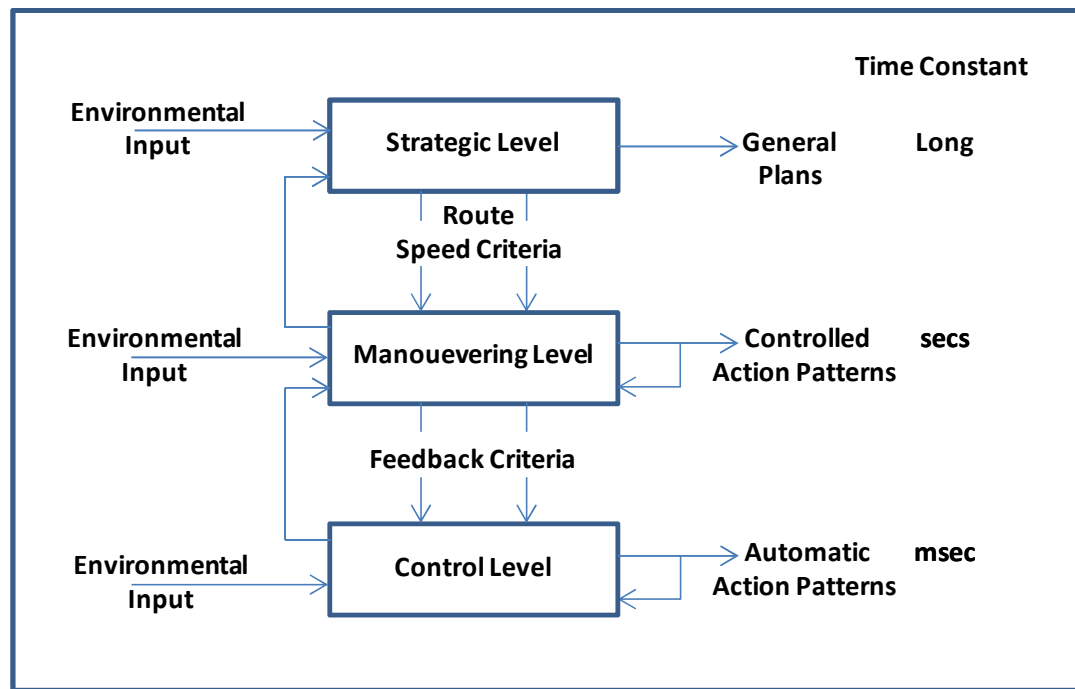 Time Constant
Environmental
Input
Strategic Level
General
Plans
Long
Route
Speed Criteria
Environmental
Input
Manouevering Level
Controlled
Action Patterns
secs
Feedback Criteria
Environmental
Input
Control Level
Automatic
Action Patterns
msec